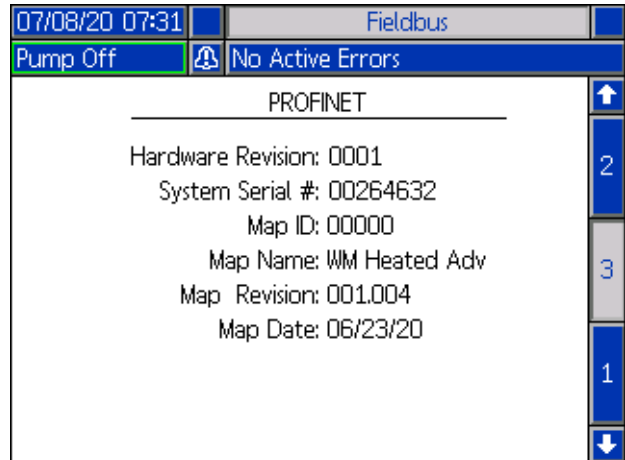 07/08/20 07:31 Fieldbus
Pump Off No Active Errors
PROFINET
Hardware Revision: 0001
System Serial #: 00264632
Map ID: 00000
Map Name: WM Heated Adv
Map Revision: 001.004
Map Date: 06/23/20
2
3
1